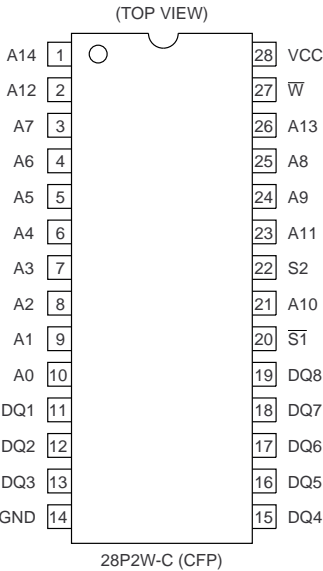 (TOP VIEW)
A14 1 28 VCC
A12 2 27 W̅
A7 3 26 A13
A6 4 25 A8
A5 5 24 A9
A4 6 23 A11
A3 7 22 S2
A2 8 21 A10
A1 9 20 S̅1̅
A0 10 19 DQ8
DQ1 11 18 DQ7
DQ2 12 17 DQ6
DQ3 13 16 DQ5
GND 14 15 DQ4
28P2W-C (CFP)